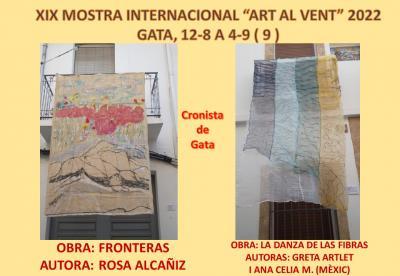 XIX MOSTRA INTERNACIONAL “ART AL VENT” 2022
GATA, 12-8 A 4-9 ( 9 )
Cronista
de
Gata
OBRA: FRONTERAS
AUTORA: ROSA ALCAÑIZ
OBRA: LA DANZA DE LAS FIBRAS
AUTORAS: GRETA ARTLET
I ANA CELIA M. (MÈXIC)